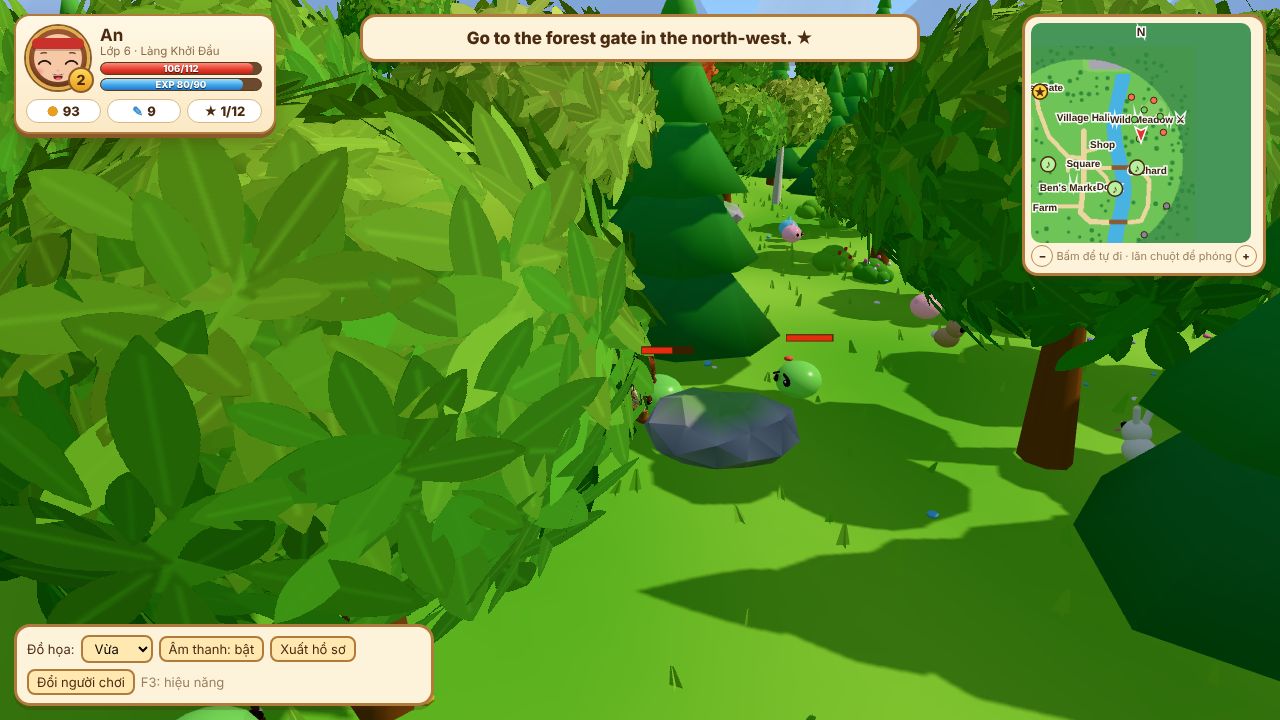 An
Lớp 6 · Làng Khởi Đầu
106/112
EXP 80/90
2
93
9
★ 1/12
Go to the forest gate in the north-west. ★
N
Village Hall
Wild Meadow ⚔
Shop
Square
Ben's Market
Farm
− Bấm để tự đi · lăn chuột để phóng +
Đồ họa: Vừa Âm thanh: bật Xuất hồ sơ
Đổi người chơi F3: hiệu năng